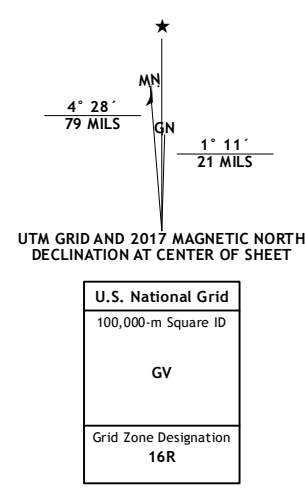 ★
MN
4° 28´
79 MILS
GN
1° 11´
21 MILS
UTM GRID AND 2017 MAGNETIC NORTH
DECLINATION AT CENTER OF SHEET
U.S. National Grid
100,000-m Square ID
GV
Grid Zone Designation
16R